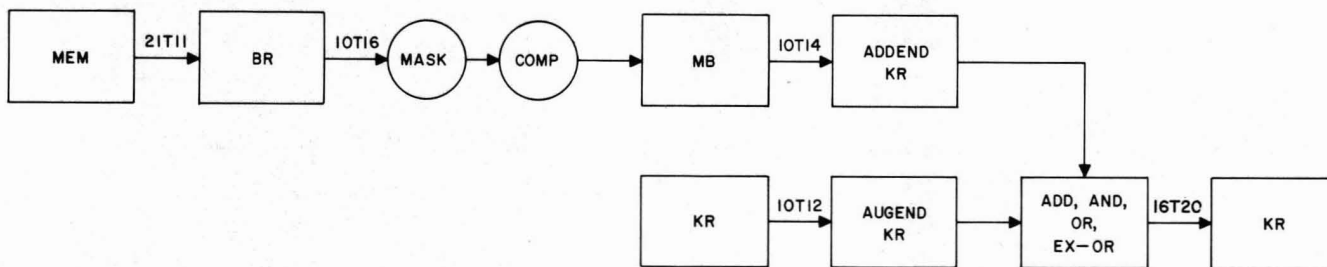 MEM
21T11
BR
10T16
MASK
COMP
MB
10T14
ADDEND
KR
KR
10T12
AUGEND
KR
ADD, AND,
OR,
EX-OR
16T20
KR